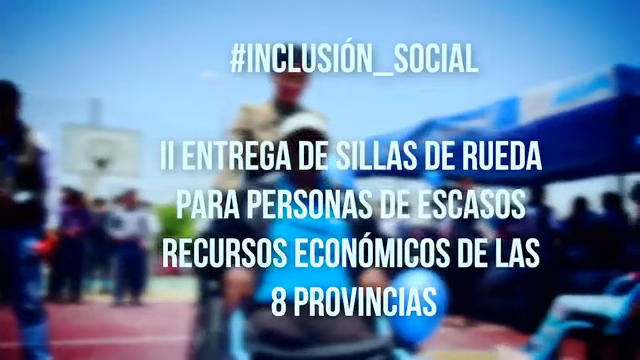 #INCLUSIÓN_SOCIAL
II ENTREGA DE SILLAS DE RUEDA
PARA PERSONAS DE ESCASOS
RECURSOS ECONÓMICOS DE LAS
8 PROVINCIAS